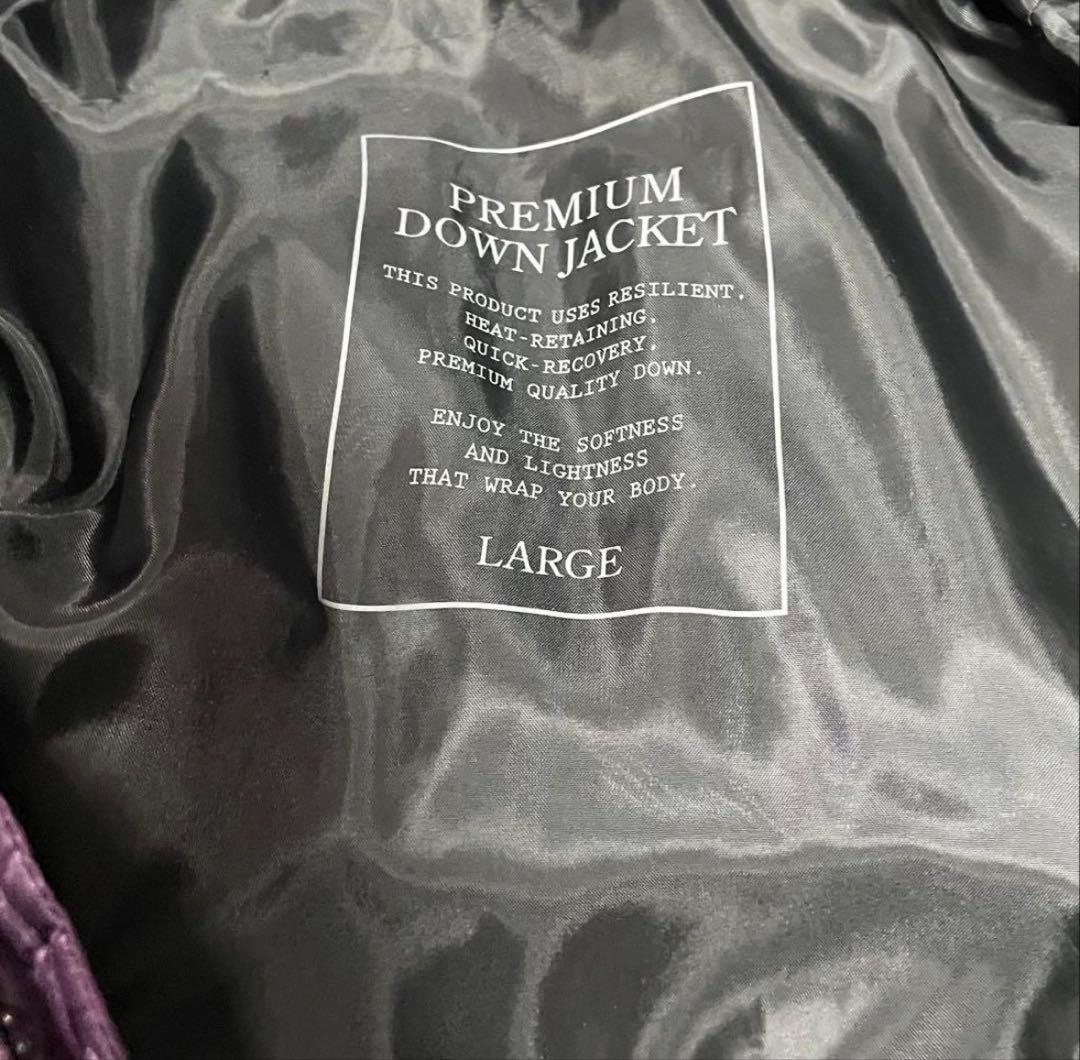 PREMIUM
DOWN JACKET
THIS PRODUCT USES RESILIENT,
HEAT-RETAINING,
QUICK-RECOVERY,
PREMIUM QUALITY DOWN.
ENJOY THE SOFTNESS
AND LIGHTNESS
THAT WRAP YOUR BODY.
LARGE